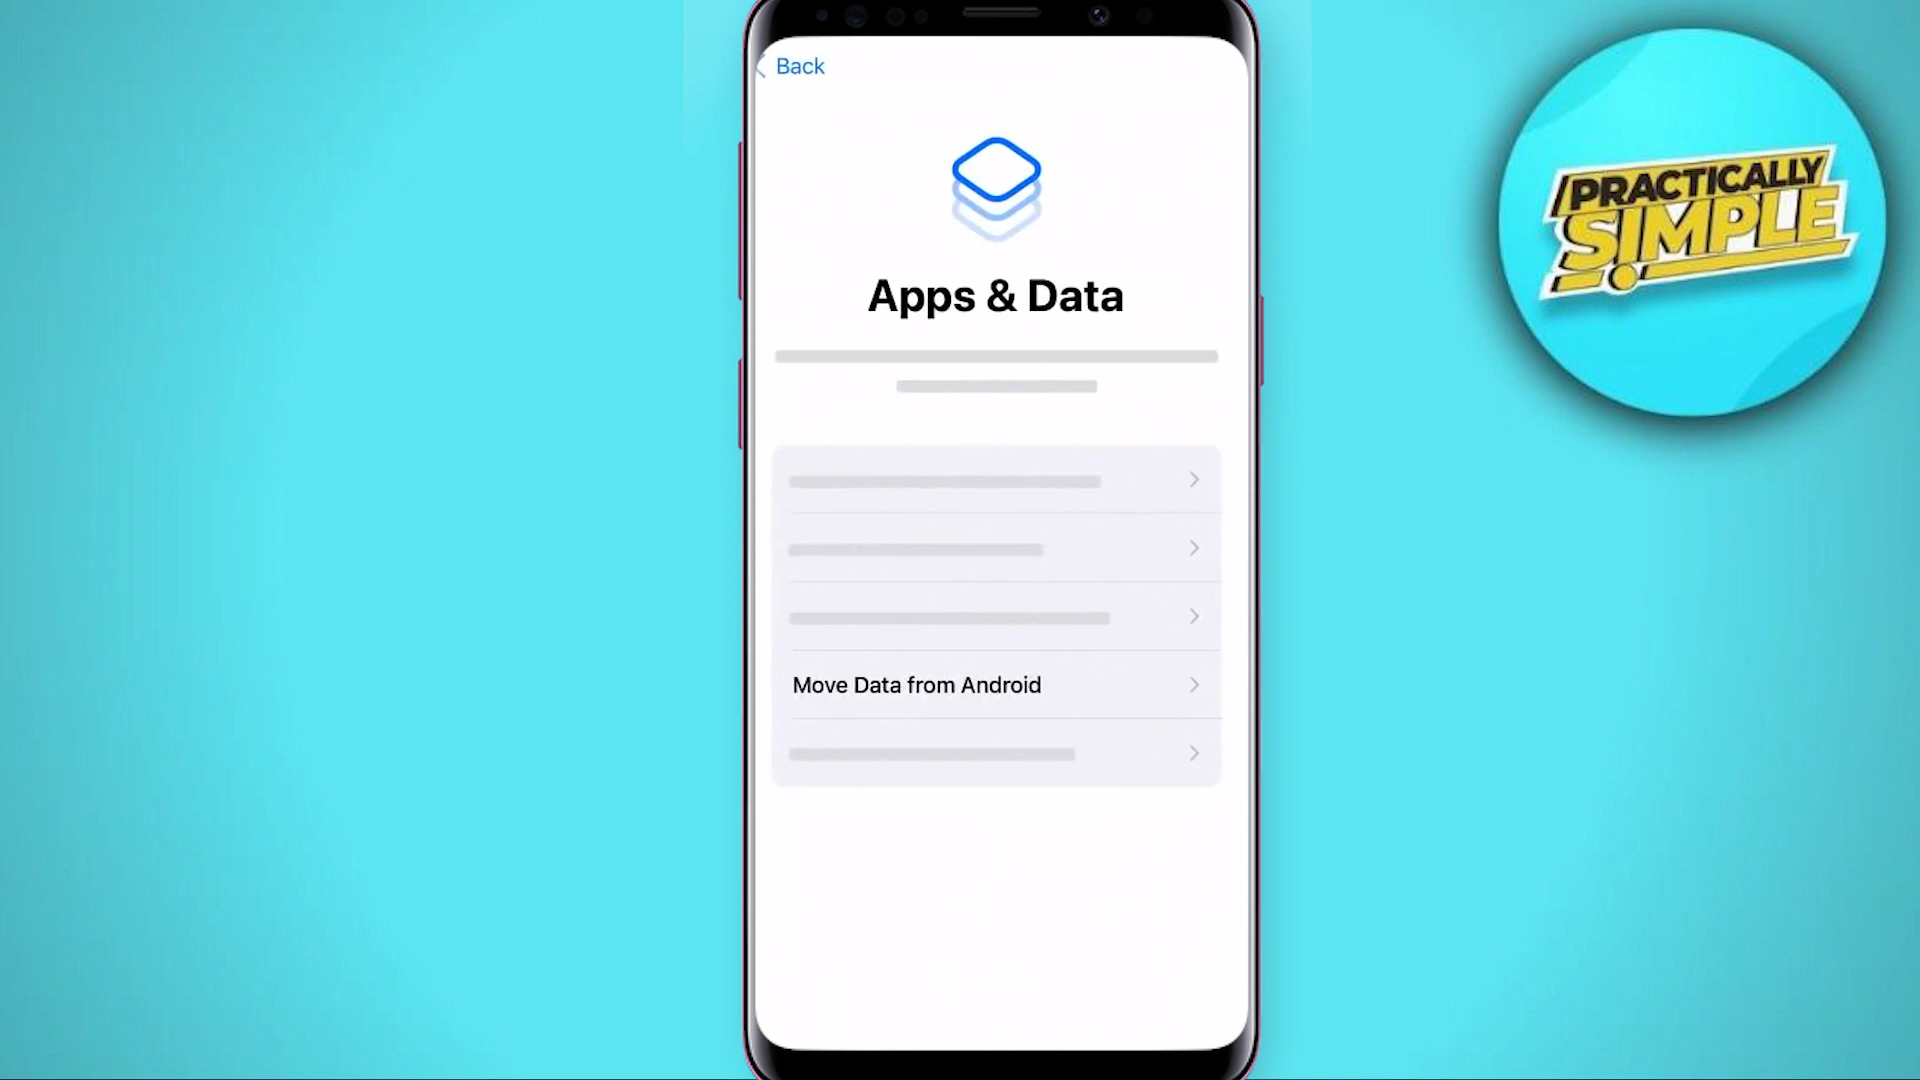 Back
Apps & Data
Move Data from Android
PRACTICALLY
SIMPLE